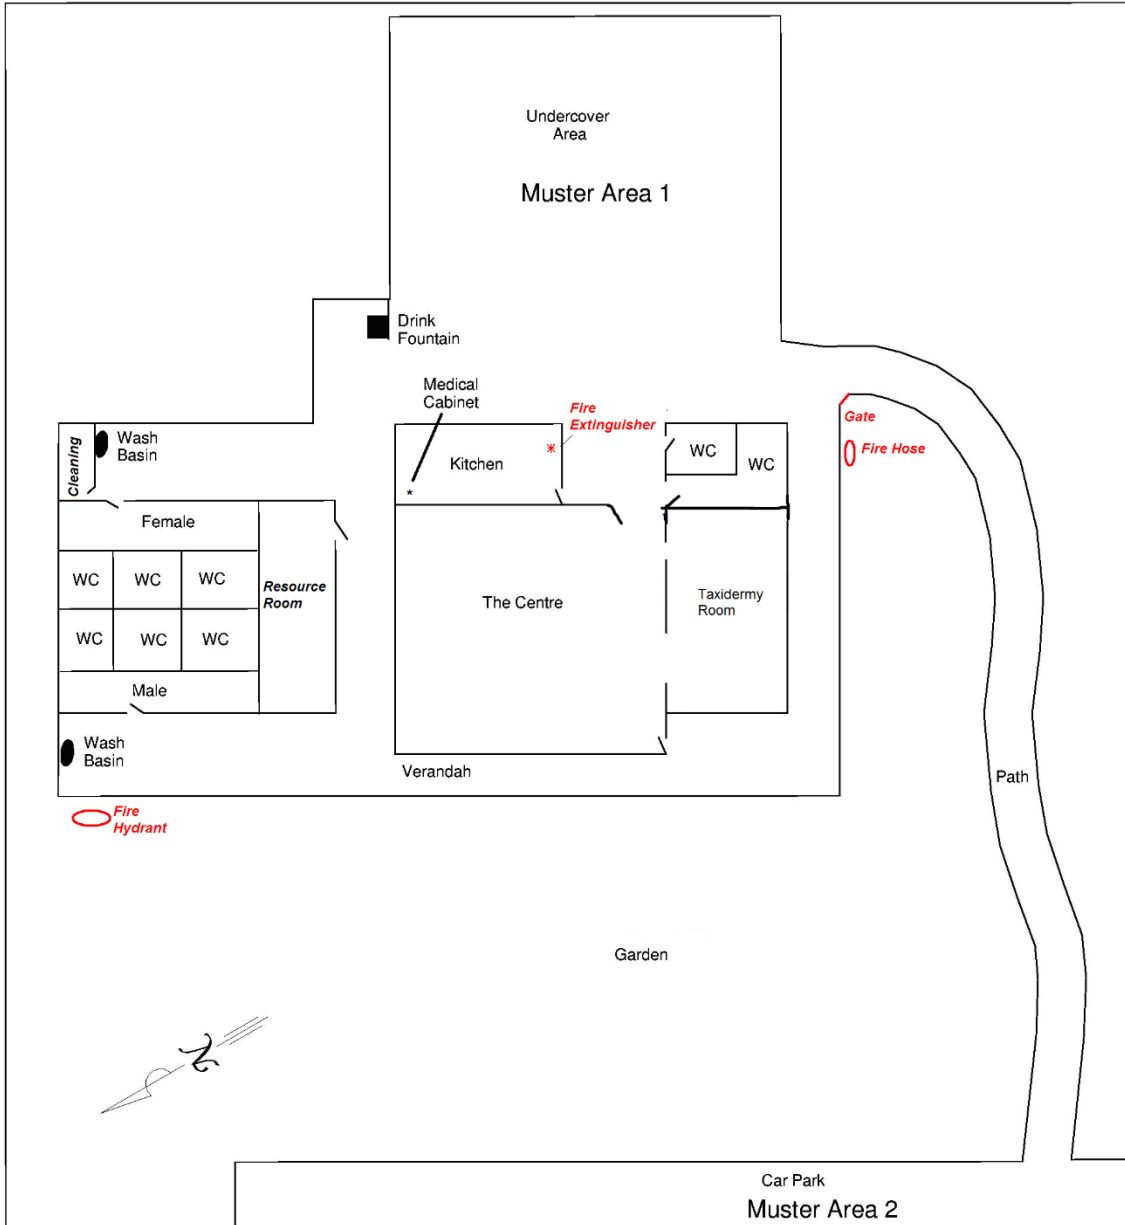 Undercover
Area
Muster Area 1
Drink
Fountain
Medical
Cabinet
Fire
Extinguisher
Gate
Fire Hose
Cleaning
Wash
Basin
Kitchen
*
*
WC
WC
Female
WC
WC
WC
Resource
Room
The Centre
Taxidermy
Room
WC
WC
WC
Male
Wash
Basin
Verandah
Path
Fire
Hydrant
Garden
N
Car Park
Muster Area 2